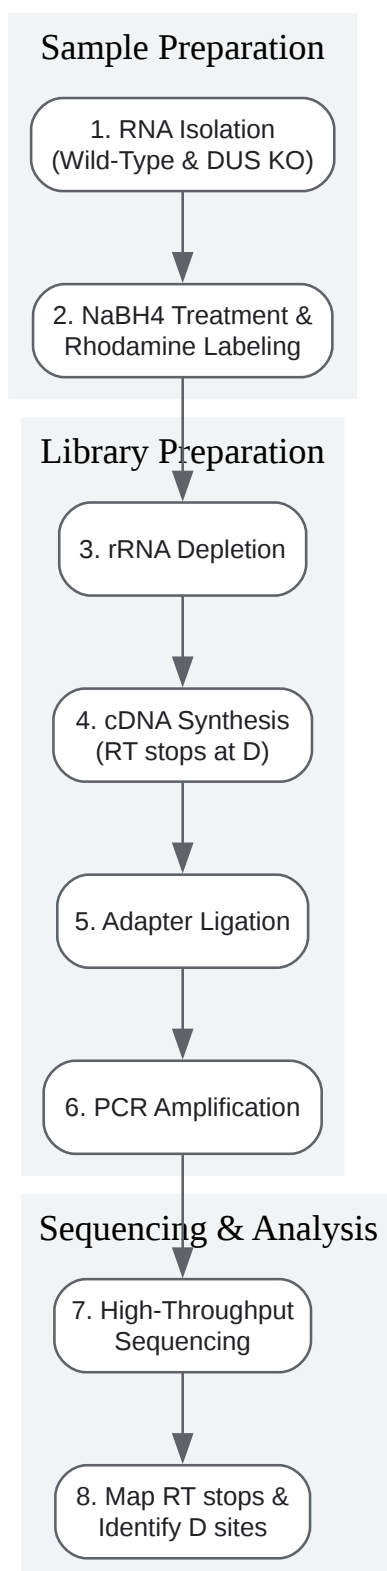 Sample Preparation
1. RNA Isolation
(Wild-Type & DUS KO)
2. NaBH4 Treatment &
Rhodamine Labeling
Library Preparation
3. rRNA Depletion
4. cDNA Synthesis
(RT stops at D)
5. Adapter Ligation
6. PCR Amplification
Sequencing & Analysis
7. High-Throughput
Sequencing
8. Map RT stops &
Identify D sites